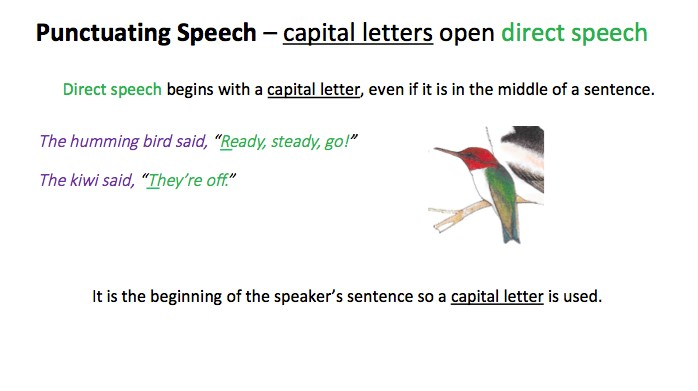 Punctuating Speech – capital letters open direct speech
Direct speech begins with a capital letter, even if it is in the middle of a sentence.
The humming bird said, “Ready, steady, go!”
The kiwi said, “They’re off.”
It is the beginning of the speaker’s sentence so a capital letter is used.